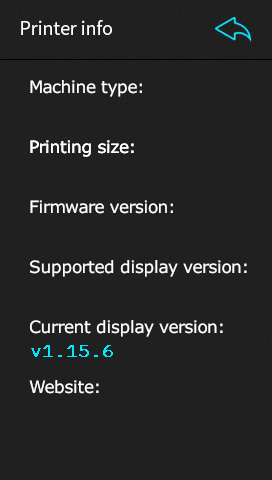 Printer info
Machine type:
Printing size:
Firmware version:
Supported display version:
Current display version:
v1.15.6
Website: